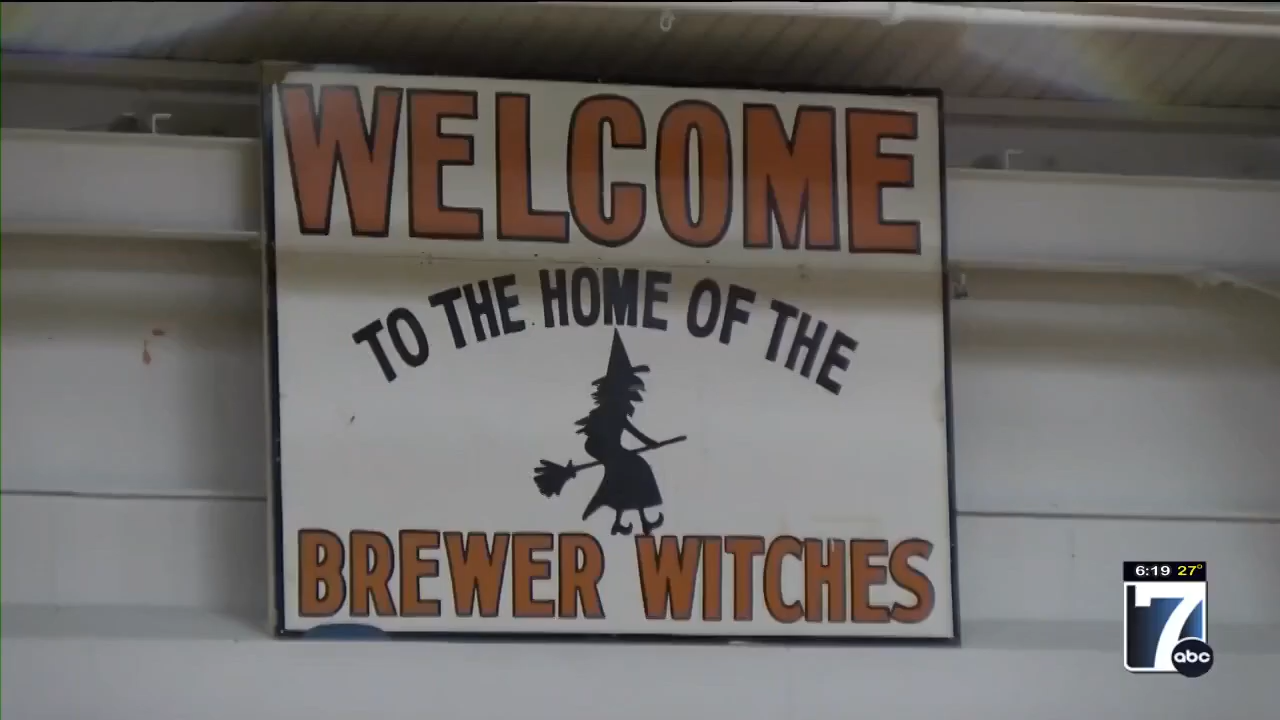 WELCOME
TO THE HOME OF THE
BREWER WITCHES
6:19 27°
7
abc